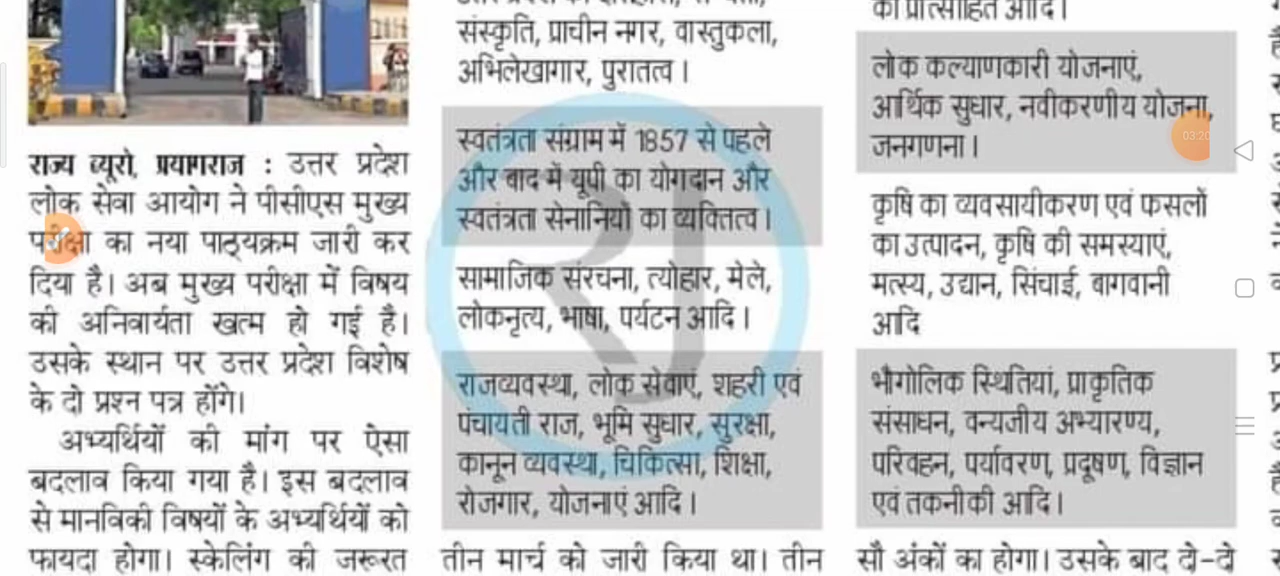 राज्य ब्यूरो, प्रयागराज : उत्तर प्रदेश
लोक सेवा आयोग ने पीसीएस मुख्य
परीक्षा का नया पाठ्यक्रम जारी कर
दिया है। अब मुख्य परीक्षा में विषय
की अनिवार्यता खत्म हो गई है।
उसके स्थान पर उत्तर प्रदेश विशेष
के दो प्रश्न पत्र होंगे।
अभ्यर्थियों की मांग पर ऐसा
बदलाव किया गया है। इस बदलाव
से मानविकी विषयों के अभ्यर्थियों को
फायदा होगा। स्केलिंग की जरूरत
संस्कृति, प्राचीन नगर, वास्तुकला,
अभिलेखागार, पुरातत्व।
स्वतंत्रता संग्राम में 1857 से पहले
और बाद में यूपी का योगदान और
स्वतंत्रता सेनानियों का व्यक्तित्व।
सामाजिक संरचना, त्योहार, मेले,
लोकनृत्य, भाषा, पर्यटन आदि।
राजव्यवस्था, लोक सेवाएं, शहरी एवं
पंचायती राज, भूमि सुधार, सुरक्षा,
कानून व्यवस्था, चिकित्सा, शिक्षा,
रोजगार, योजनाएं आदि।
तीन मार्च को जारी किया था। तीन
को प्रोत्साहित आदि।
लोक कल्याणकारी योजनाएं,
आर्थिक सुधार, नवीकरणीय योजना,
जनगणना।
कृषि का व्यवसायीकरण एवं फसलों
का उत्पादन, कृषि की समस्याएं,
मत्स्य, उद्यान, सिंचाई, बागवानी
आदि
भौगोलिक स्थितियां, प्राकृतिक
संसाधन, वन्यजीय अभ्यारण्य,
परिवहन, पर्यावरण, प्रदूषण, विज्ञान
एवं तकनीकी आदि।
सौ अंकों का होगा। उसके बाद दो-दो
03:20
RJ